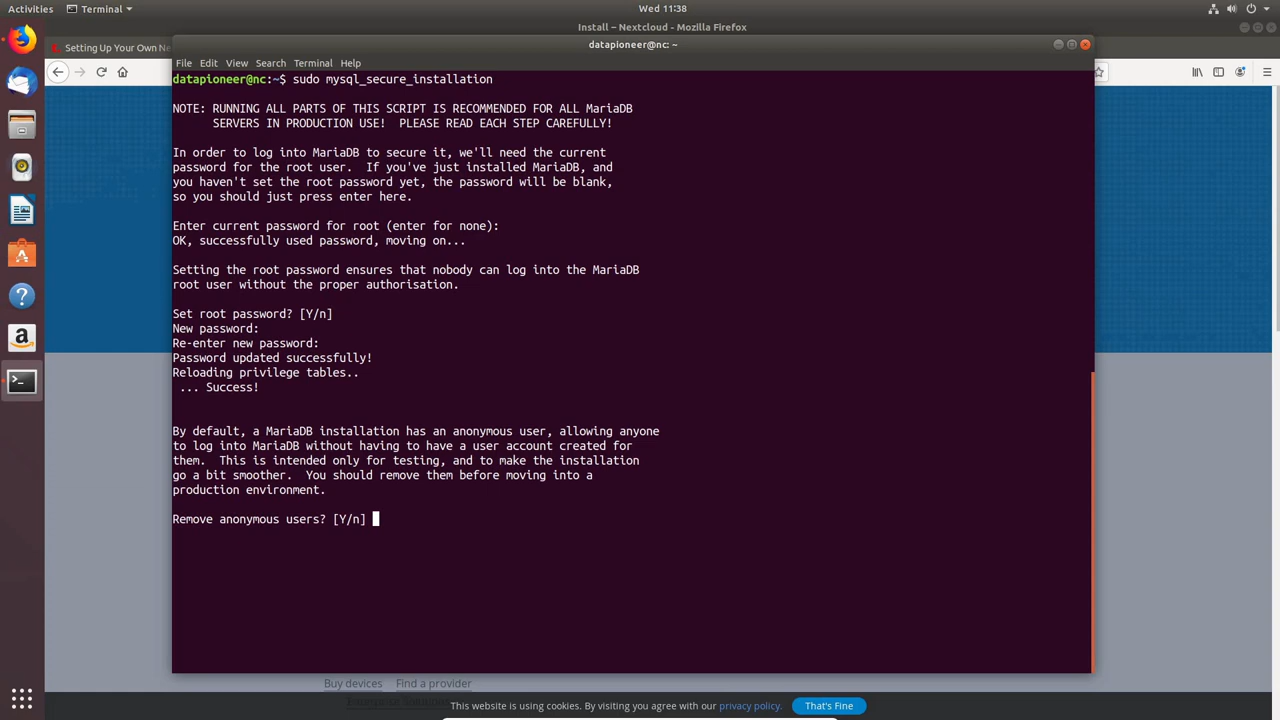 Activities
Terminal
Wed 11:38
Install – Nextcloud - Mozilla Firefox
Setting Up Your Own Ne
datapioneer@nc: ~
File Edit View Search Terminal Help
datapioneer@nc:~$ sudo mysql_secure_installation
NOTE: RUNNING ALL PARTS OF THIS SCRIPT IS RECOMMENDED FOR ALL MariaDB
SERVERS IN PRODUCTION USE!  PLEASE READ EACH STEP CAREFULLY!
In order to log into MariaDB to secure it, we'll need the current
password for the root user.  If you've just installed MariaDB, and
you haven't set the root password yet, the password will be blank,
so you should just press enter here.
Enter current password for root (enter for none):
OK, successfully used password, moving on...
Setting the root password ensures that nobody can log into the MariaDB
root user without the proper authorisation.
Set root password? [Y/n]
New password:
Re-enter new password:
Password updated successfully!
Reloading privilege tables..
... Success!
By default, a MariaDB installation has an anonymous user, allowing anyone
to log into MariaDB without having to have a user account created for
them.  This is intended only for testing, and to make the installation
go a bit smoother.  You should remove them before moving into a
production environment.
Remove anonymous users? [Y/n]
Buy devices
Find a provider
This website is using cookies. By visiting you agree with our privacy policy.
That's Fine